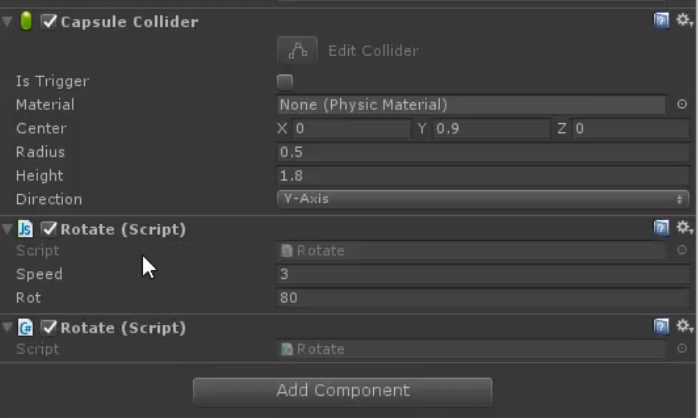 Capsule Collider
Edit Collider
Is Trigger
Material None (Physic Material)
Center X 0 Y 0.9 Z 0
Radius 0.5
Height 1.8
Direction Y-Axis
Js Rotate (Script)
Script Rotate
Speed 3
Rot 80
C# Rotate (Script)
Script Rotate
Add Component